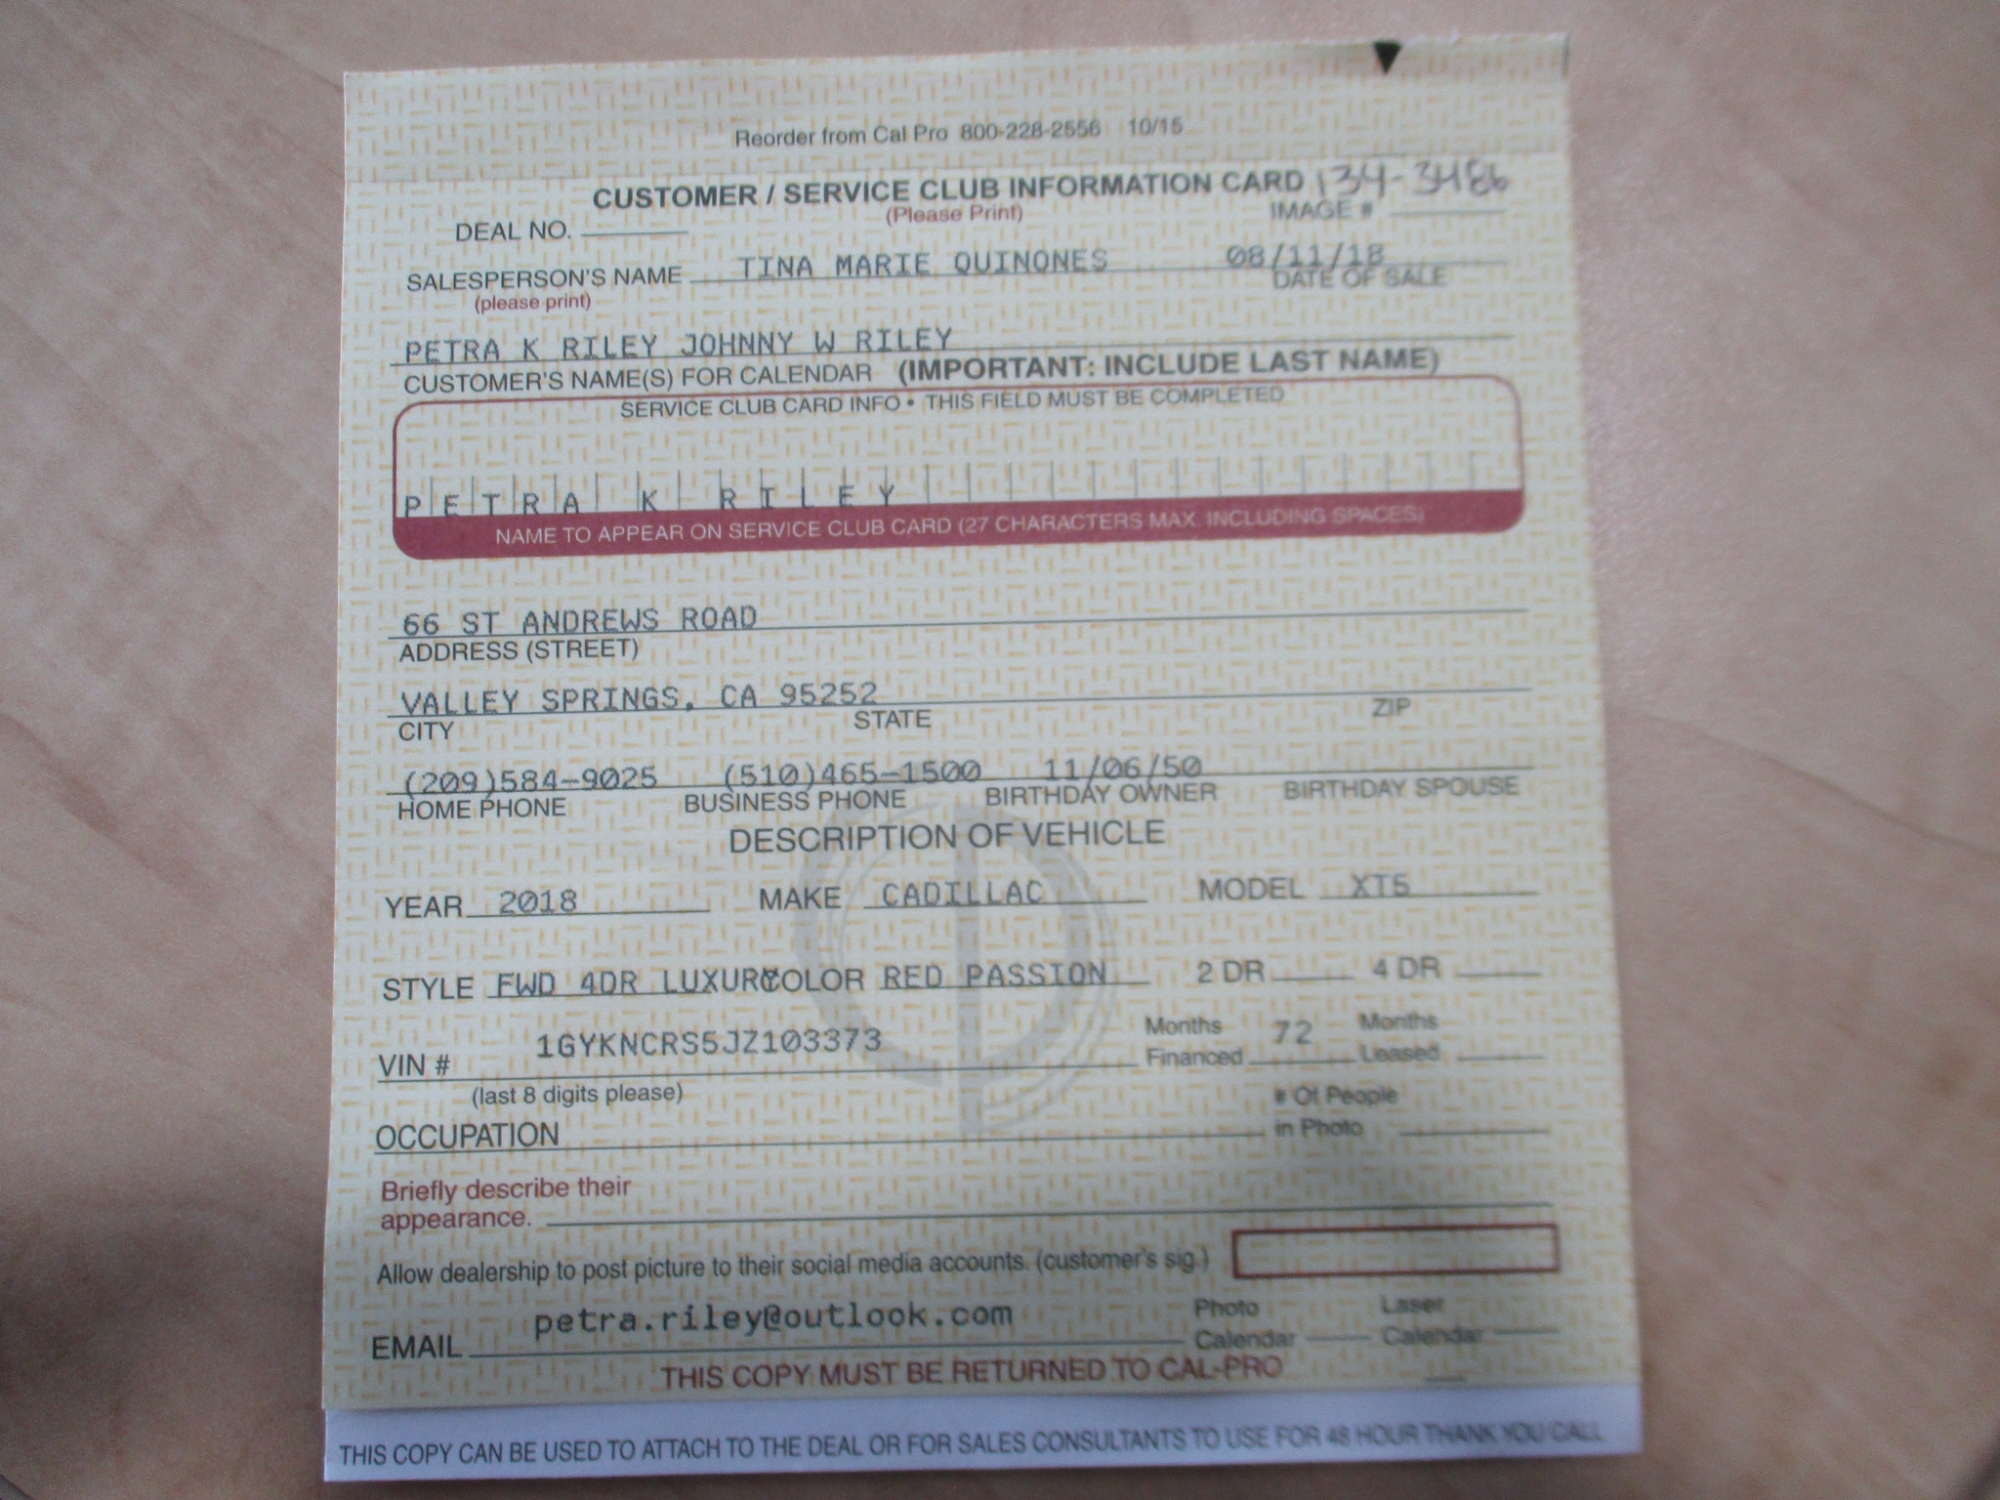 Reorder from Cal Pro 800-228-2556 10/15
CUSTOMER / SERVICE CLUB INFORMATION CARD 134-3486
(Please Print)
DEAL NO. IMAGE #
SALESPERSON'S NAME TINA MARIE QUINONES 08/11/18
(please print) DATE OF SALE
PETRA K RILEY JOHNNY W RILEY
CUSTOMER'S NAME(S) FOR CALENDAR (IMPORTANT: INCLUDE LAST NAME)
SERVICE CLUB CARD INFO • THIS FIELD MUST BE COMPLETED
PETRA K RILEY
NAME TO APPEAR ON SERVICE CLUB CARD (27 CHARACTERS MAX. INCLUDING SPACES)
66 ST ANDREWS ROAD
ADDRESS (STREET)
VALLEY SPRINGS, CA 95252
CITY STATE ZIP
(209)584-9025 (510)465-1500 11/06/50
HOME PHONE BUSINESS PHONE BIRTHDAY OWNER BIRTHDAY SPOUSE
DESCRIPTION OF VEHICLE
YEAR 2018 MAKE CADILLAC MODEL XT5
STYLE FWD 4DR LUXURY COLOR RED PASSION 2 DR 4 DR
VIN # 1GYKNCRS5JZ103373 Months Financed 72 Months Leased
(last 8 digits please)
OCCUPATION # Of People in Photo
Briefly describe their
appearance.
Allow dealership to post picture to their social media accounts. (customer's sig.)
EMAIL petra.riley@outlook.com Photo Calendar Laser Calendar
THIS COPY MUST BE RETURNED TO CAL-PRO
THIS COPY CAN BE USED TO ATTACH TO THE DEAL OR FOR SALES CONSULTANTS TO USE FOR 48 HOUR THANK YOU CALL